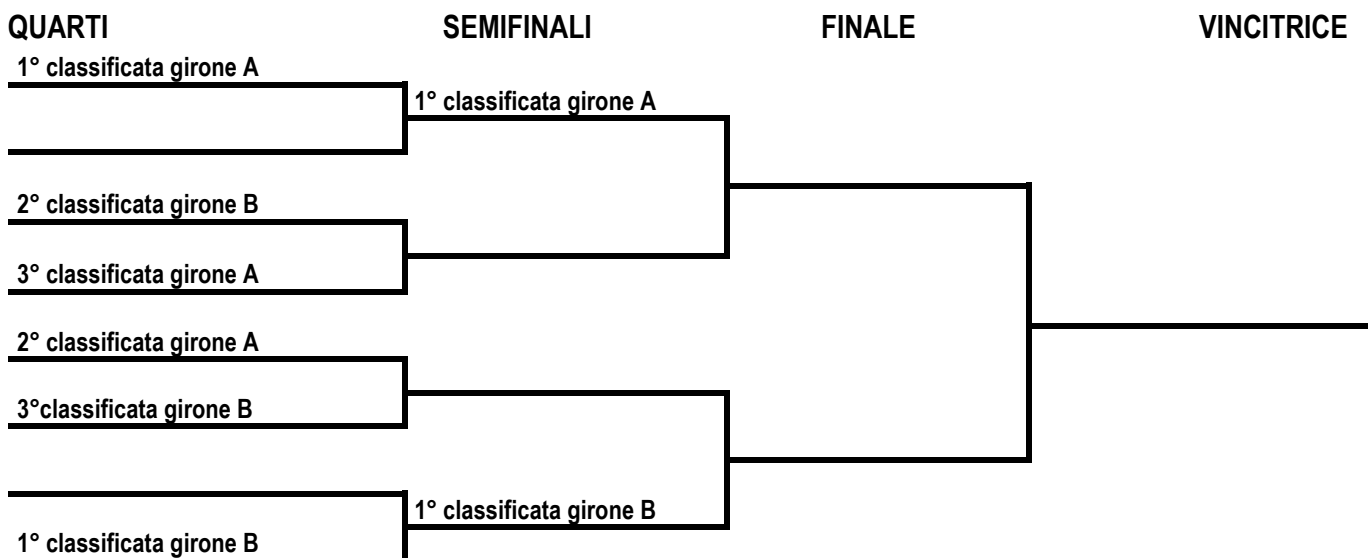 QUARTI SEMIFINALI FINALE VINCITRICE
1° classificata girone A
1° classificata girone A
2° classificata girone B
3° classificata girone A
2° classificata girone A
3°classificata girone B
1° classificata girone B
1° classificata girone B